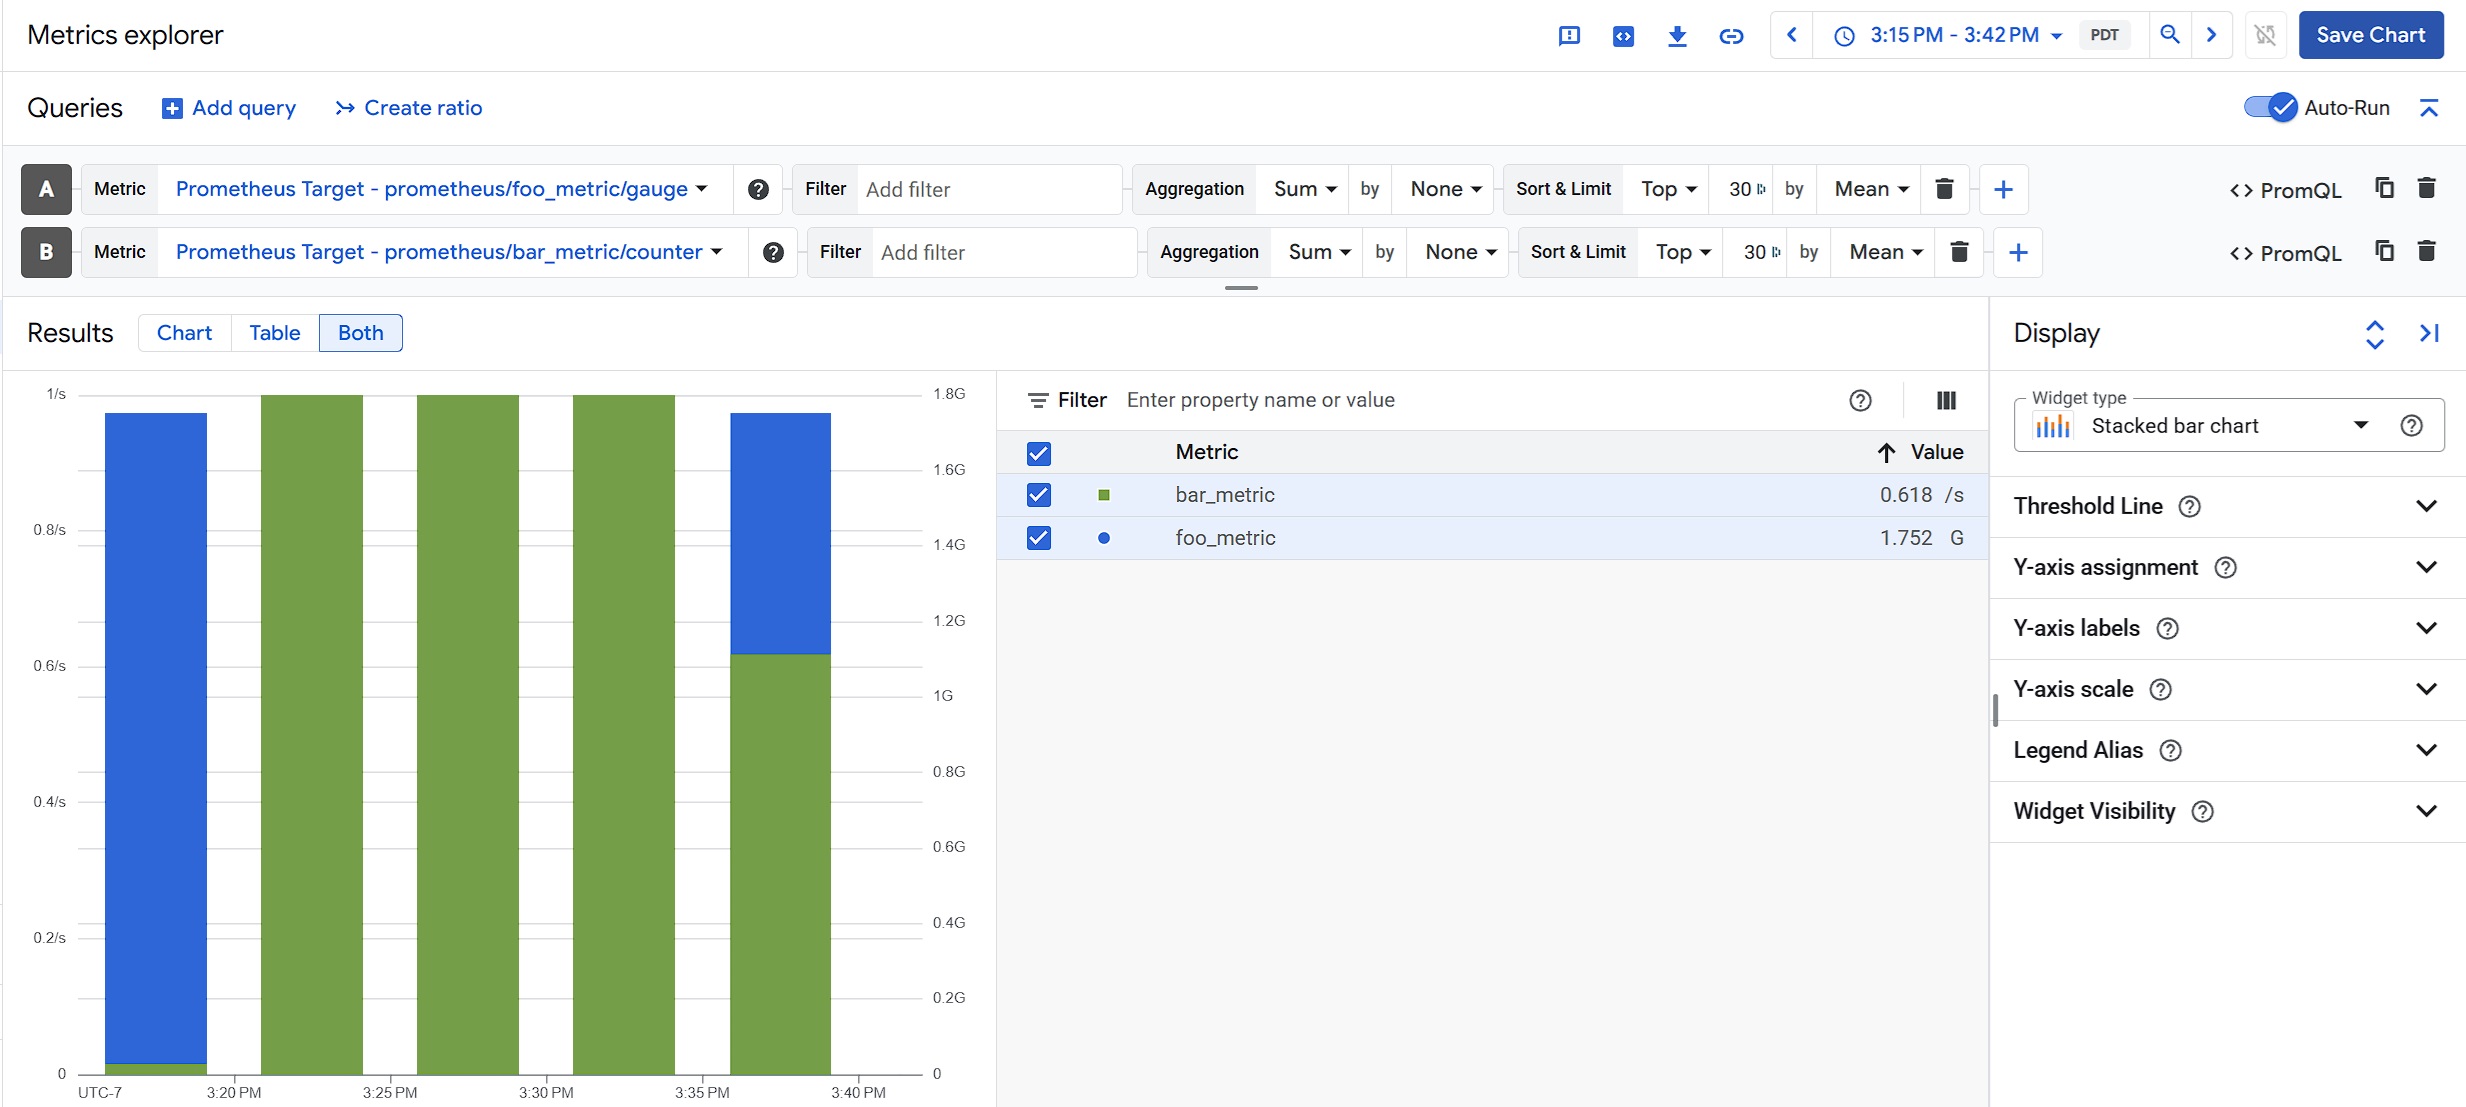 Metrics explorer
3:15 PM - 3:42 PM PDT
Save Chart
Queries Add query Create ratio
Auto-Run
A Metric Prometheus Target - prometheus/foo_metric/gauge Filter Add filter Aggregation Sum by None Sort & Limit Top 30 by Mean PromQL
B Metric Prometheus Target - prometheus/bar_metric/counter Filter Add filter Aggregation Sum by None Sort & Limit Top 30 by Mean PromQL
Results Chart Table Both
1/s
0.8/s
0.6/s
0.4/s
0.2/s
0
1.8G
1.6G
1.4G
1.2G
1G
0.8G
0.6G
0.4G
0.2G
0
UTC-7 3:20 PM 3:25 PM 3:30 PM 3:35 PM 3:40 PM
Filter Enter property name or value
Metric Value
bar_metric 0.618 /s
foo_metric 1.752 G
Display
Widget type
Stacked bar chart
Threshold Line
Y-axis assignment
Y-axis labels
Y-axis scale
Legend Alias
Widget Visibility